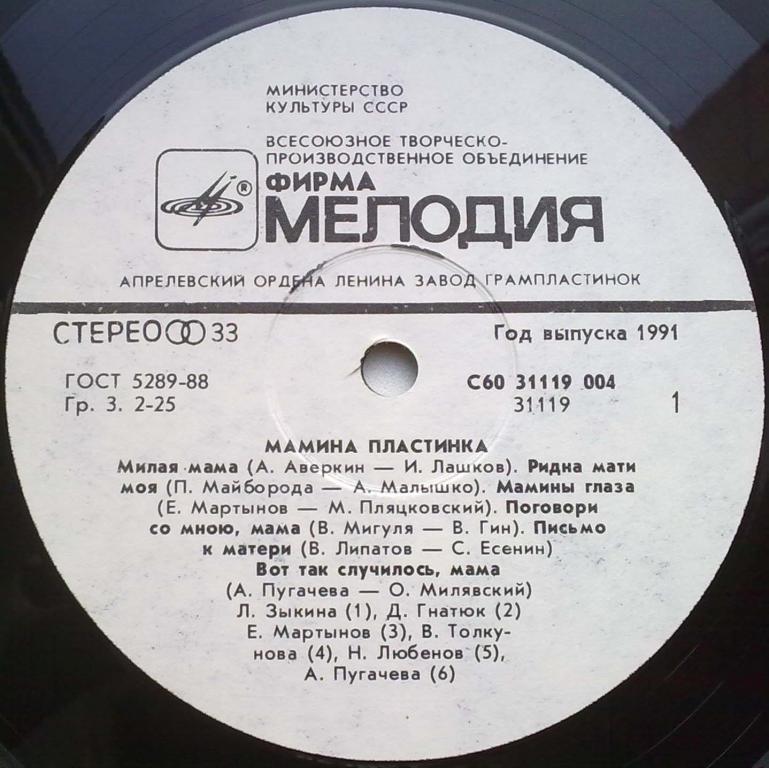 МИНИСТЕРСТВО
КУЛЬТУРЫ СССР
ВСЕСОЮЗНОЕ ТВОРЧЕСКО-
ПРОИЗВОДСТВЕННОЕ ОБЪЕДИНЕНИЕ
®
ФИРМА
МЕЛОДИЯ
АПРЕЛЕВСКИЙ ОРДЕНА ЛЕНИНА ЗАВОД ГРАМПЛАСТИНОК
СТЕРЕО 33 Год выпуска 1991
ГОСТ 5289-88 С60 31119 004
Гр. 3. 2-25 31119 1
МАМИНА ПЛАСТИНКА
Милая мама (А. Аверкин — И. Лашков). Ридна мати
моя (П. Майборода — А. Малышко). Мамины глаза
(Е. Мартынов — М. Пляцковский). Поговори
со мною, мама (В. Мигуля — В. Гин). Письмо
к матери (В. Липатов — С. Есенин)
Вот так случилось, мама
(А. Пугачева — О. Милявский)
Л. Зыкина (1), Д. Гнатюк (2)
Е. Мартынов (3), В. Толку-
нова (4), Н. Любенов (5),
А. Пугачева (6)